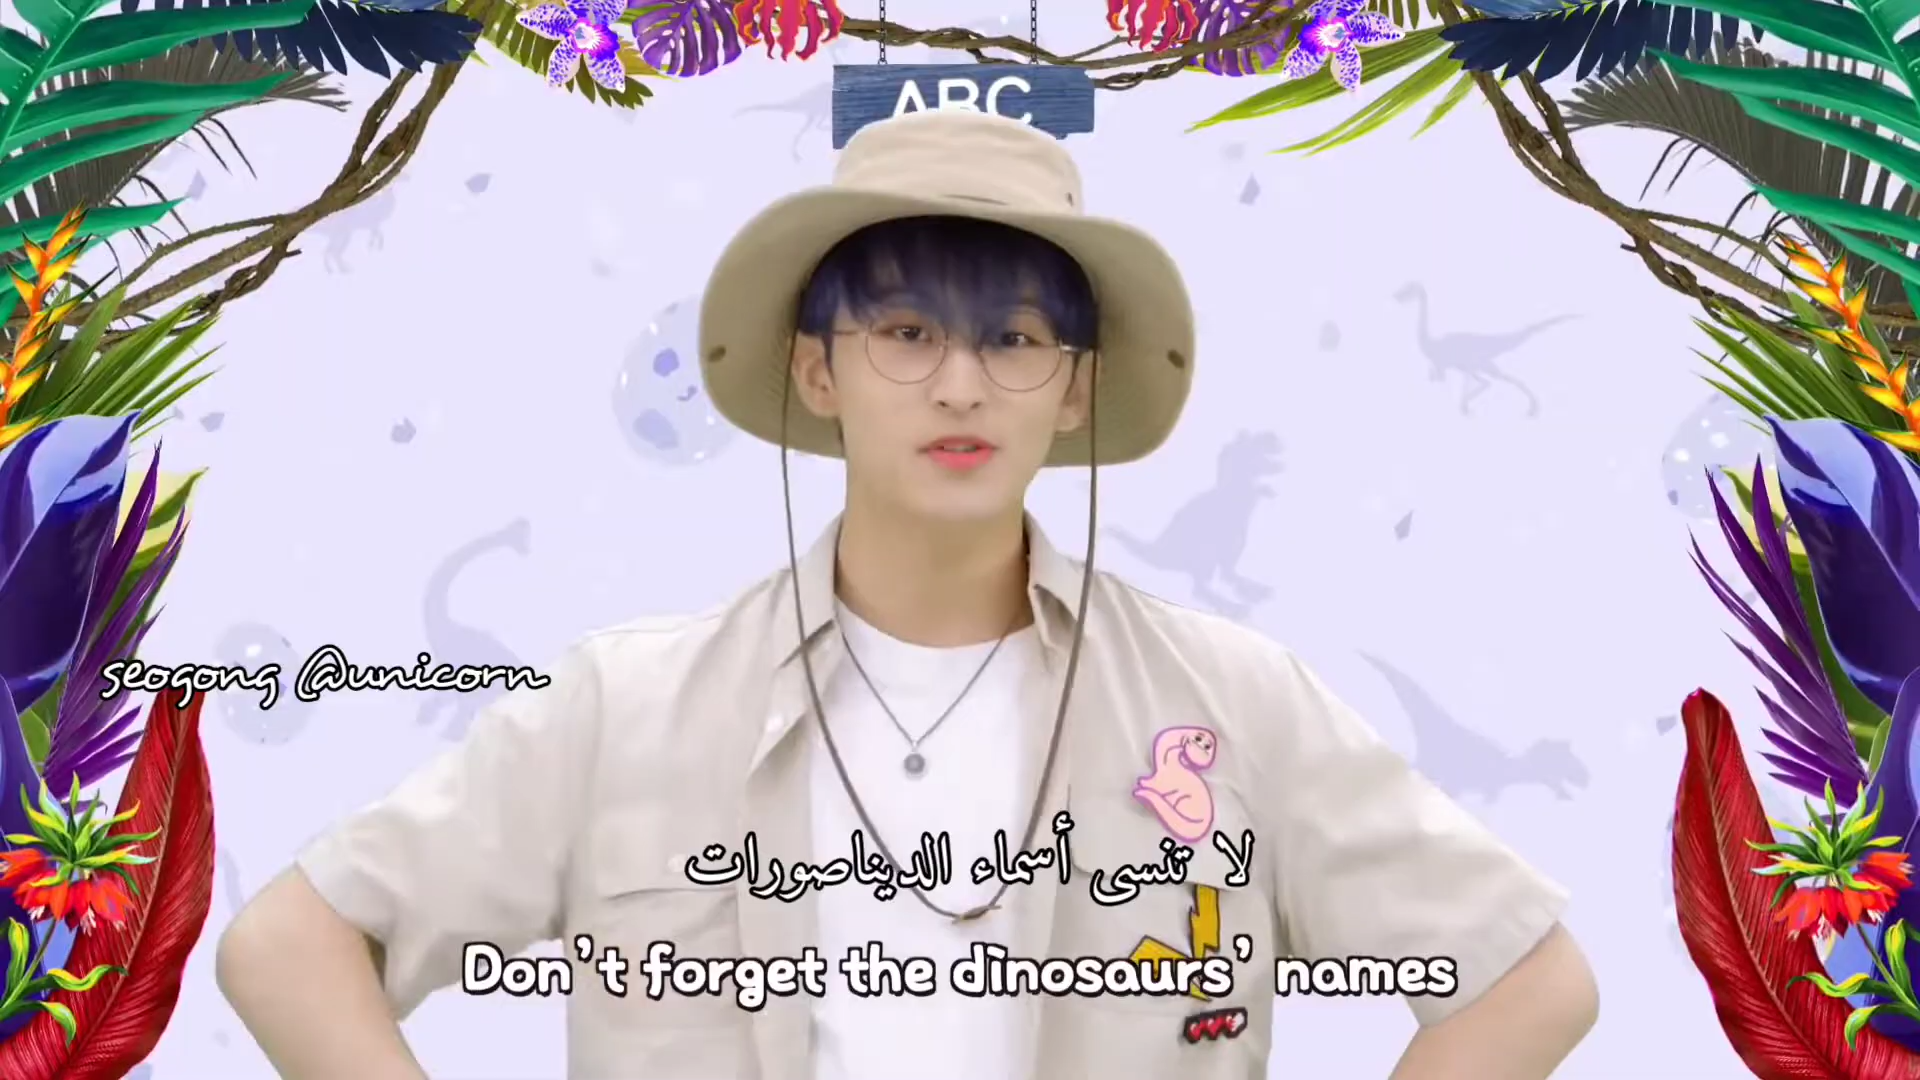 ABC
seogong @unicorn
لا تنسى أسماء الديناصورات
Don't forget the dinosaurs' names